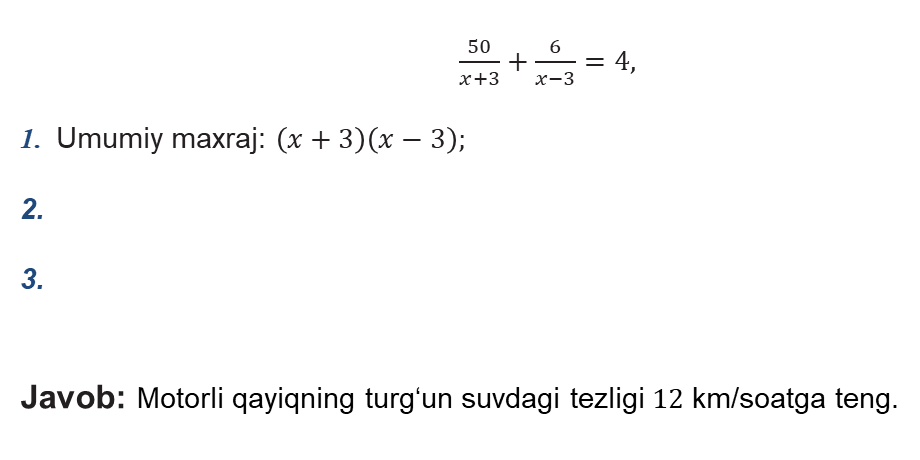 50/(x+3) + 6/(x−3) = 4,
1. Umumiy maxraj: (x + 3)(x − 3);
2.
3.
Javob: Motorli qayiqning turg‘un suvdagi tezligi 12 km/soatga teng.